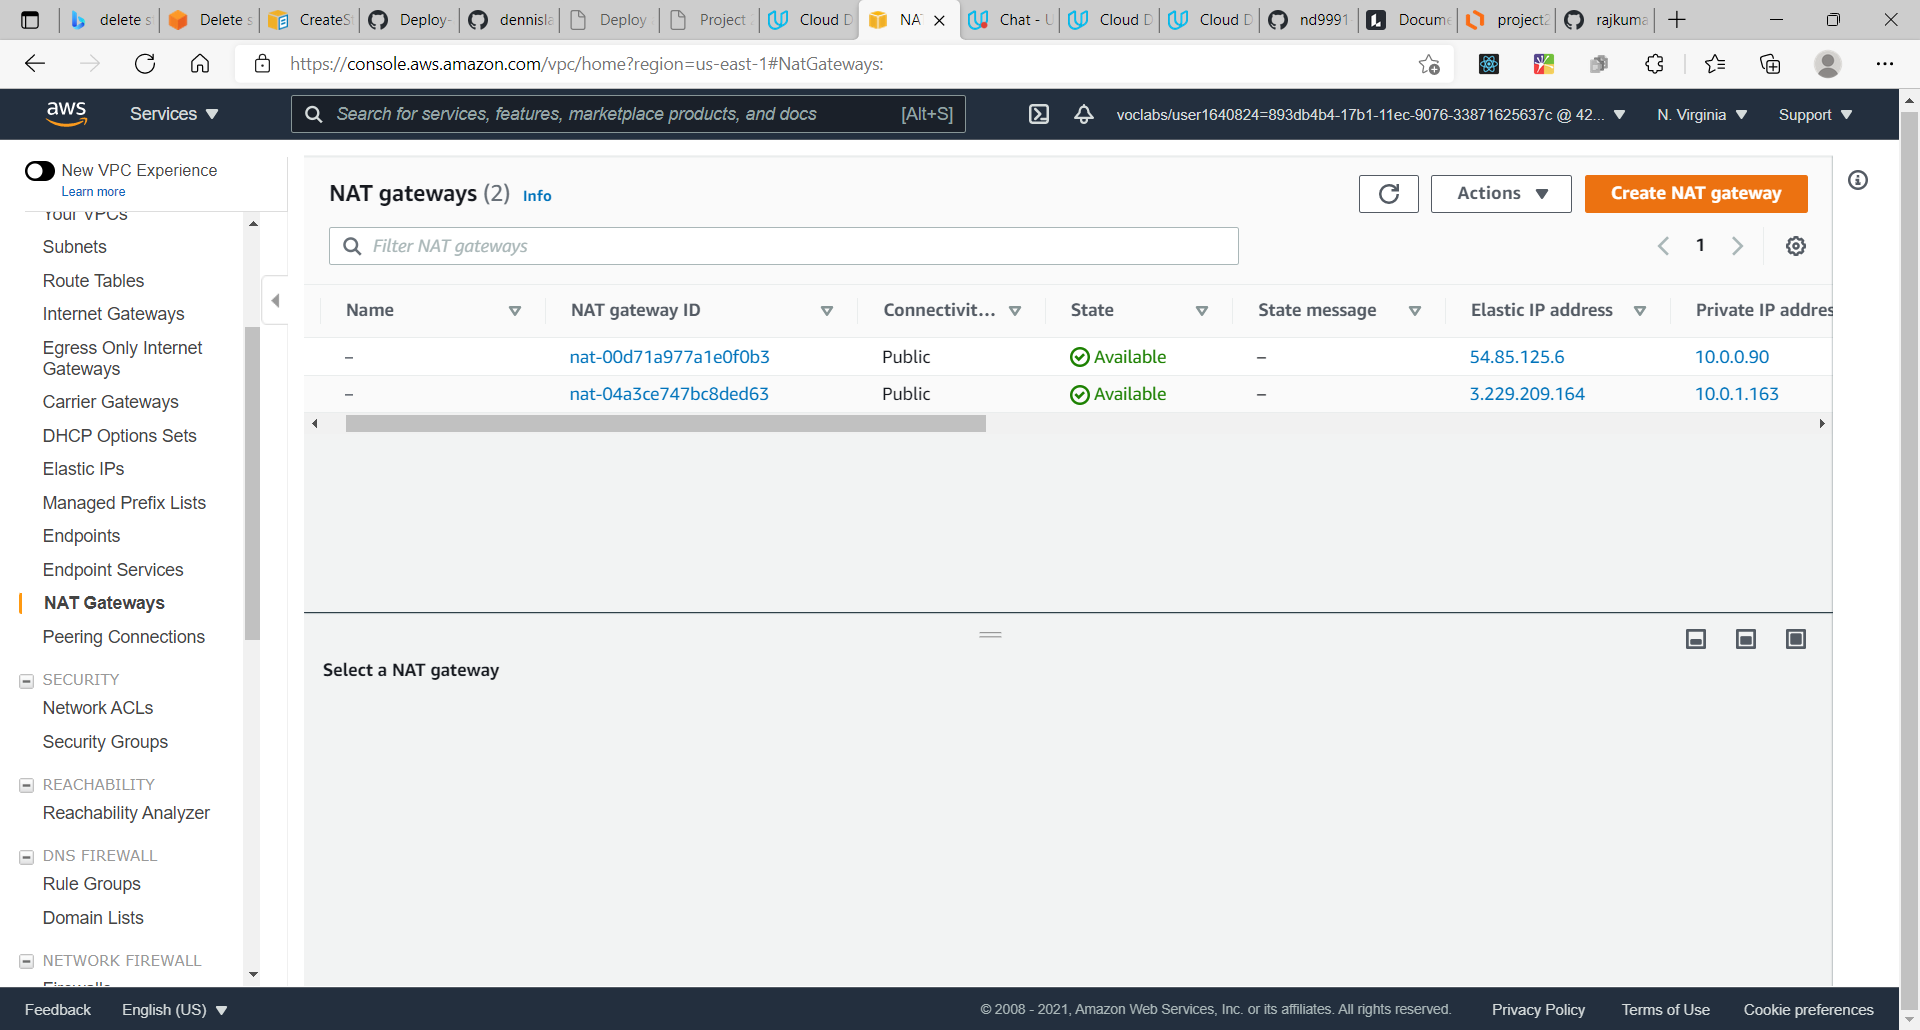 delete s
Delete s
CreateSt
Deploy-
dennisla
Deploy
Project
Cloud D
NA
Chat - U
Cloud D
Cloud D
nd9991
Docume
project2
rajkuma
https://console.aws.amazon.com/vpc/home?region=us-east-1#NatGateways:
aws
Services
Search for services, features, marketplace products, and docs [Alt+S]
voclabs/user1640824=893db4b4-17b1-11ec-9076-33871625637c @ 42...
N. Virginia
Support
New VPC Experience
Learn more
Your VPCs
Subnets
Route Tables
Internet Gateways
Egress Only Internet
Gateways
Carrier Gateways
DHCP Options Sets
Elastic IPs
Managed Prefix Lists
Endpoints
Endpoint Services
NAT Gateways
Peering Connections
SECURITY
Network ACLs
Security Groups
REACHABILITY
Reachability Analyzer
DNS FIREWALL
Rule Groups
Domain Lists
NETWORK FIREWALL
NAT gateways (2) Info
Actions
Create NAT gateway
Filter NAT gateways
1
Name NAT gateway ID Connectivit... State State message Elastic IP address Private IP addres
– nat-00d71a977a1e0f0b3 Public Available – 54.85.125.6 10.0.0.90
– nat-04a3ce747bc8ded63 Public Available – 3.229.209.164 10.0.1.163
Select a NAT gateway
Feedback English (US) © 2008 - 2021, Amazon Web Services, Inc. or its affiliates. All rights reserved. Privacy Policy Terms of Use Cookie preferences